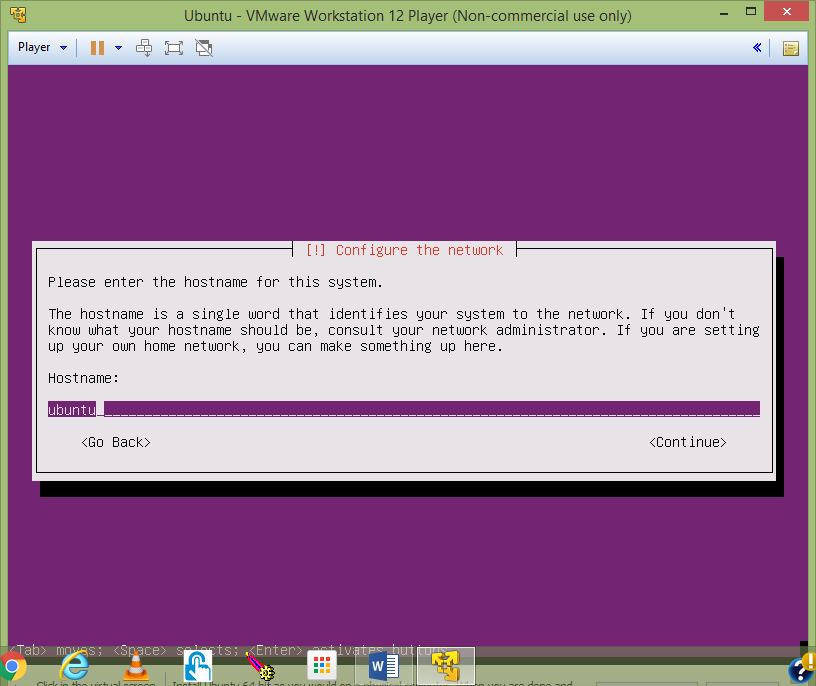 Ubuntu - VMware Workstation 12 Player (Non-commercial use only)
Player
[!] Configure the network
Please enter the hostname for this system.
The hostname is a single word that identifies your system to the network. If you don't
know what your hostname should be, consult your network administrator. If you are setting
up your own home network, you can make something up here.
Hostname:
ubuntu
<Go Back> <Continue>
<Tab> moves; <Space> selects; <Enter> activates buttons